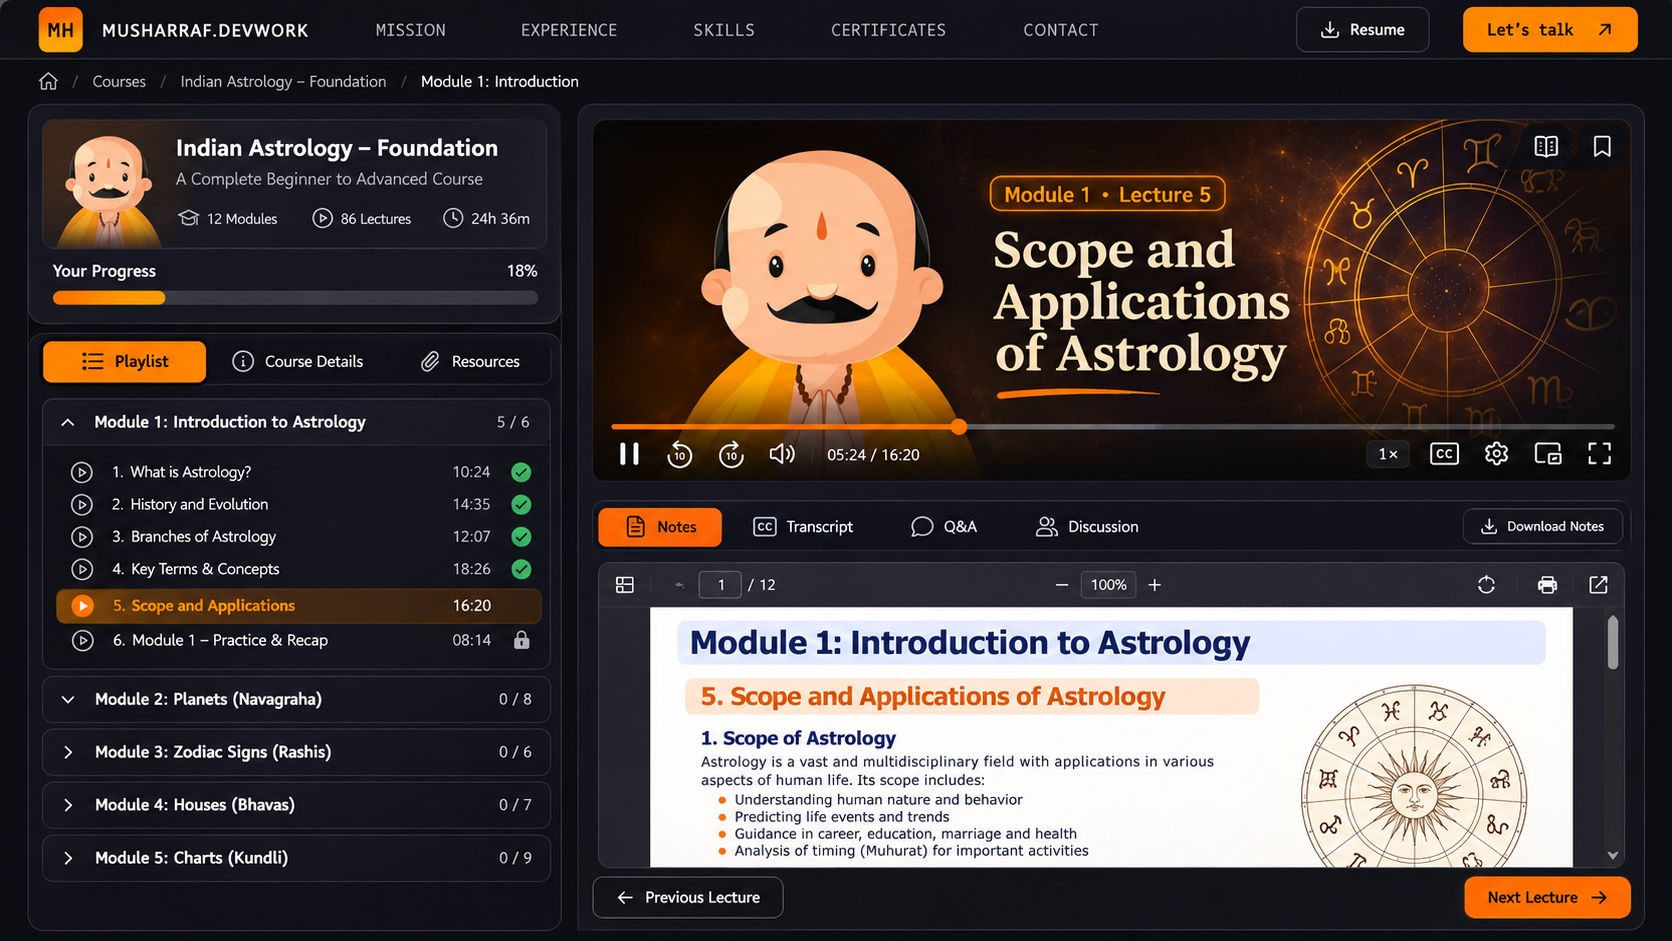 MH
MUSHARRAF.DEVWORK
MISSION
EXPERIENCE
SKILLS
CERTIFICATES
CONTACT
Resume
Let's talk
/ Courses / Indian Astrology – Foundation / Module 1: Introduction
Indian Astrology – Foundation
A Complete Beginner to Advanced Course
12 Modules
86 Lectures
24h 36m
Your Progress
18%
Playlist
Course Details
Resources
Module 1: Introduction to Astrology
5 / 6
1. What is Astrology? 10:24
2. History and Evolution 14:35
3. Branches of Astrology 12:07
4. Key Terms & Concepts 18:26
5. Scope and Applications 16:20
6. Module 1 – Practice & Recap 08:14
Module 2: Planets (Navagraha) 0 / 8
Module 3: Zodiac Signs (Rashis) 0 / 6
Module 4: Houses (Bhavas) 0 / 7
Module 5: Charts (Kundli) 0 / 9
Module 1 • Lecture 5
Scope and
Applications
of Astrology
10
10
05:24 / 16:20
1×
CC
Notes
CC
Transcript
Q&A
Discussion
Download Notes
1 / 12
100%
Module 1: Introduction to Astrology
5. Scope and Applications of Astrology
1. Scope of Astrology
Astrology is a vast and multidisciplinary field with applications in various
aspects of human life. Its scope includes:
• Understanding human nature and behavior
• Predicting life events and trends
• Guidance in career, education, marriage and health
• Analysis of timing (Muhurat) for important activities
Previous Lecture
Next Lecture